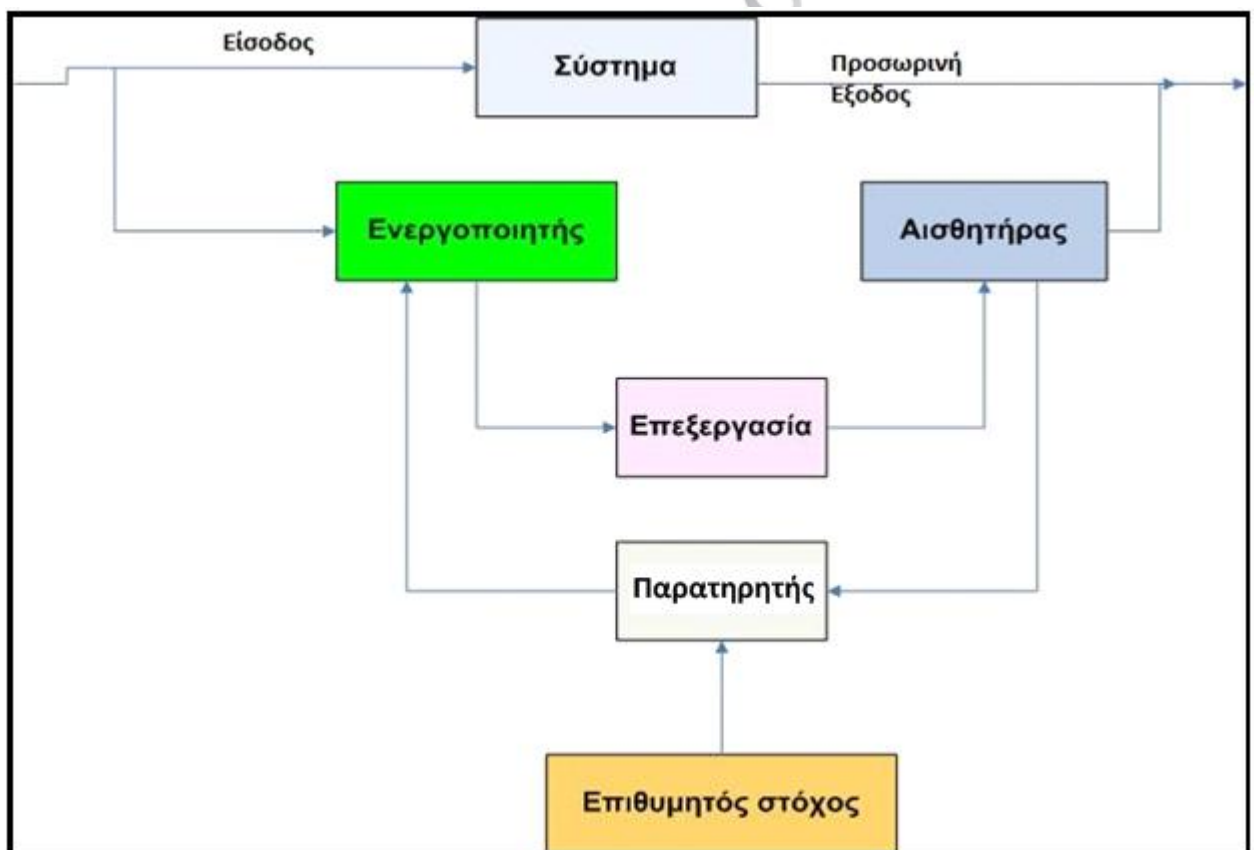 Είσοδος
Σύστημα
Προσωρινή
Εξοδος
Ενεργοποιητής
Αισθητήρας
Επεξεργασία
Παρατηρητής
Επιθυμητός στόχος